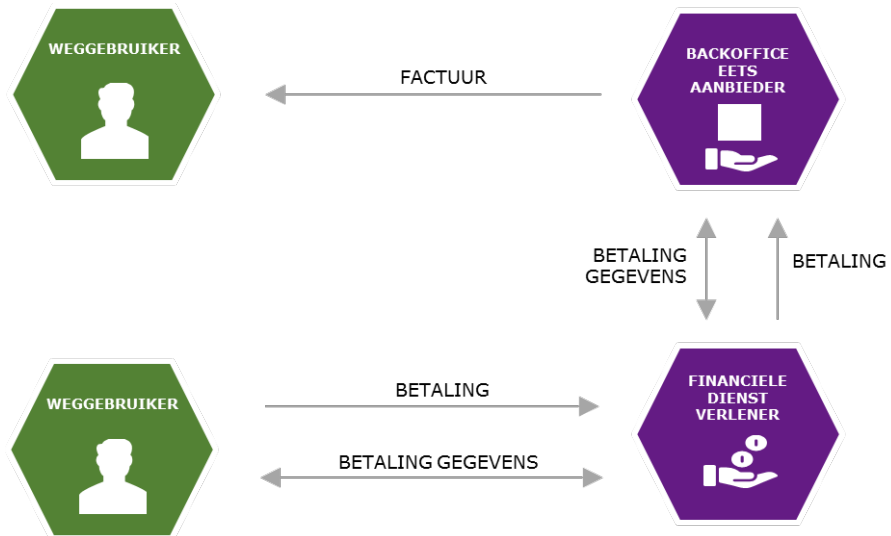 WEGGEBRUIKER
FACTUUR
BACKOFFICE
EETS
AANBIEDER
BETALING
GEGEVENS
BETALING
WEGGEBRUIKER
BETALING
BETALING GEGEVENS
FINANCIELE
DIENST
VERLENER